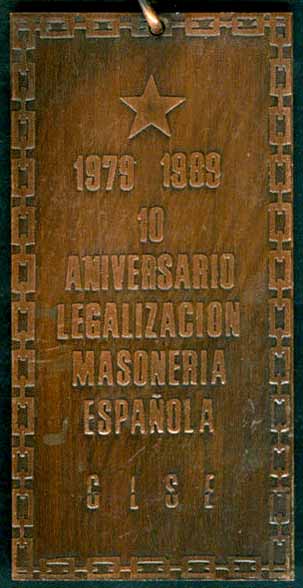 1979 1989
10
ANIVERSARIO
LEGALIZACION
MASONERIA
ESPAÑOLA
G L S E